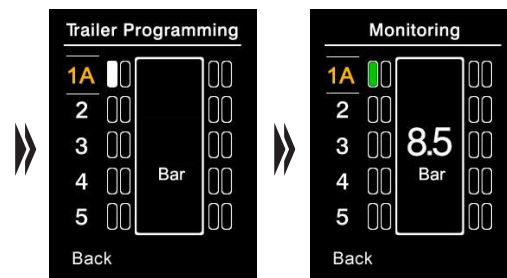 Trailer Programming
1A
2
3
4
5
Bar
Back
Monitoring
1A
2
3
4
5
8.5
Bar
Back